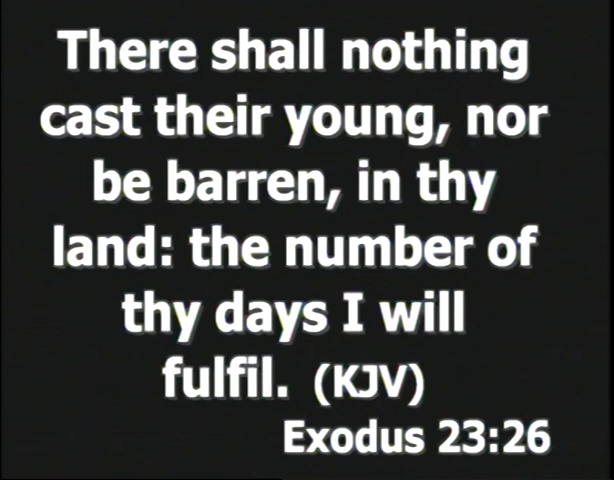 There shall nothing
cast their young, nor
be barren, in thy
land: the number of
thy days I will
fulfil. (KJV)
Exodus 23:26